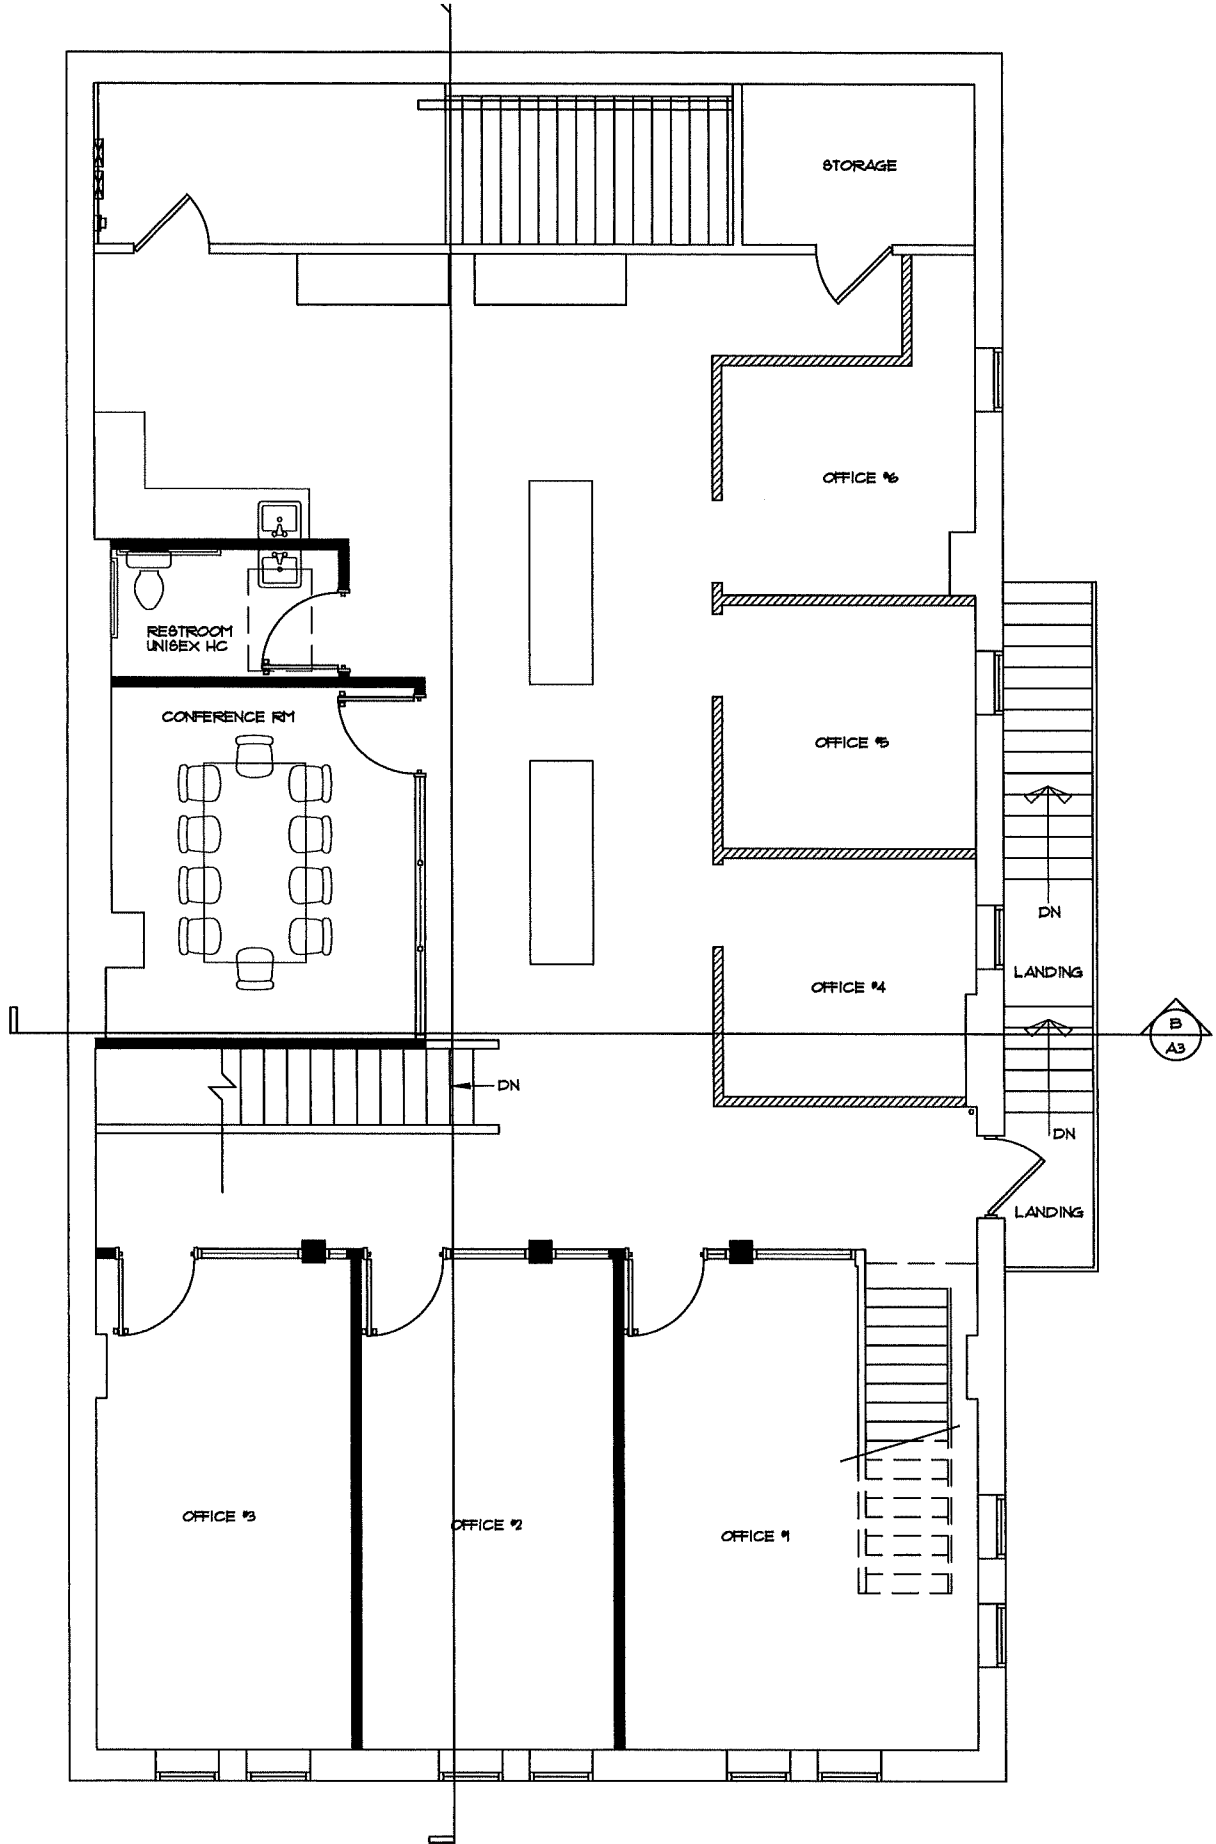 STORAGE
OFFICE #6
RESTROOM
UNISEX HC
CONFERENCE RM
OFFICE #5
DN
LANDING
OFFICE #4
B
A3
DN
DN
LANDING
OFFICE #3
OFFICE #2
OFFICE #1